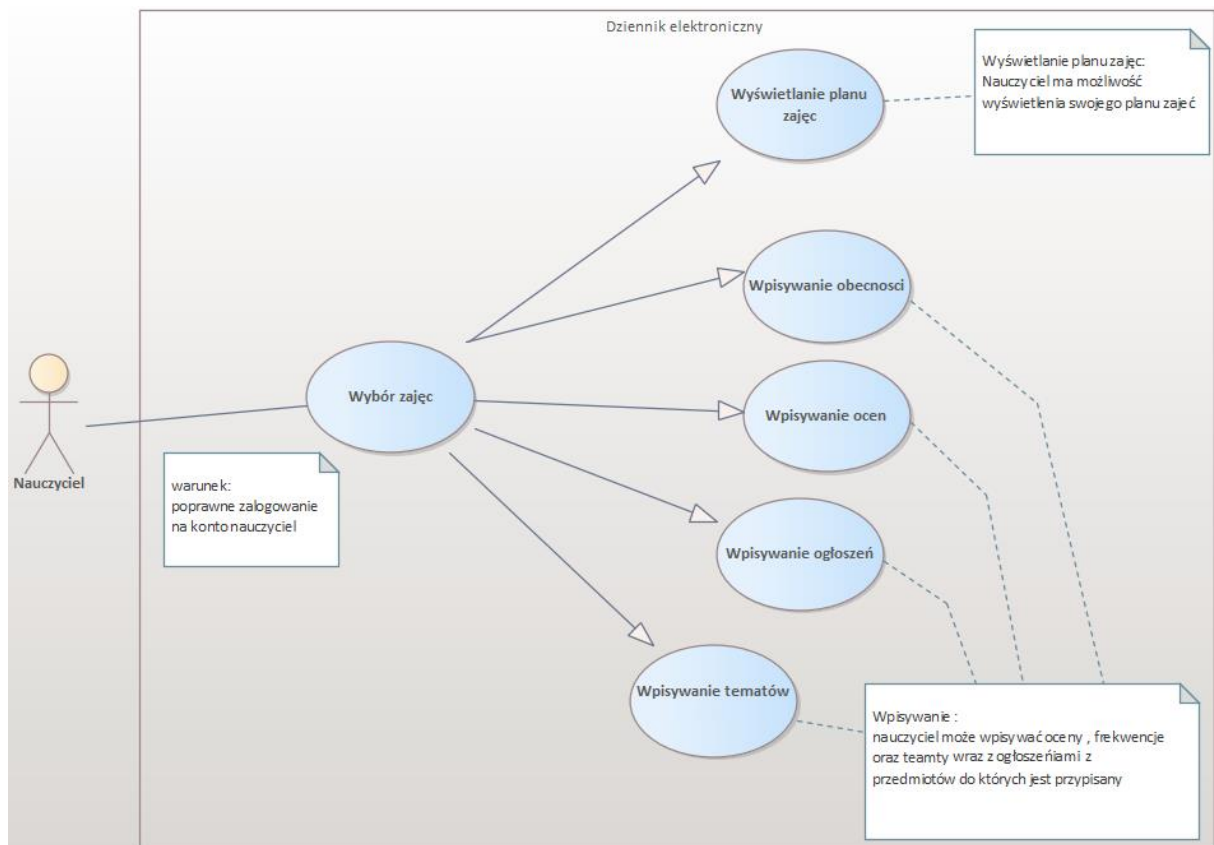 Dziennik elektroniczny
Wyświetlanie planu
zajęc
Wyświetlanie planu zajęc:
Nauczyciel ma możliwość
wyświetlenia swojego planu zajeć
Wpisywanie obecnosci
Wybór zajęc
Wpisywanie ocen
Nauczyciel
warunek:
poprawne zalogowanie
na konto nauczyciel
Wpisywanie ogłoszeń
Wpisywanie tematów
Wpisywanie :
nauczyciel może wpisywać oceny , frekwencje
oraz teamty wraz z ogłoszeńiami z
przedmiotów do których jest przypisany